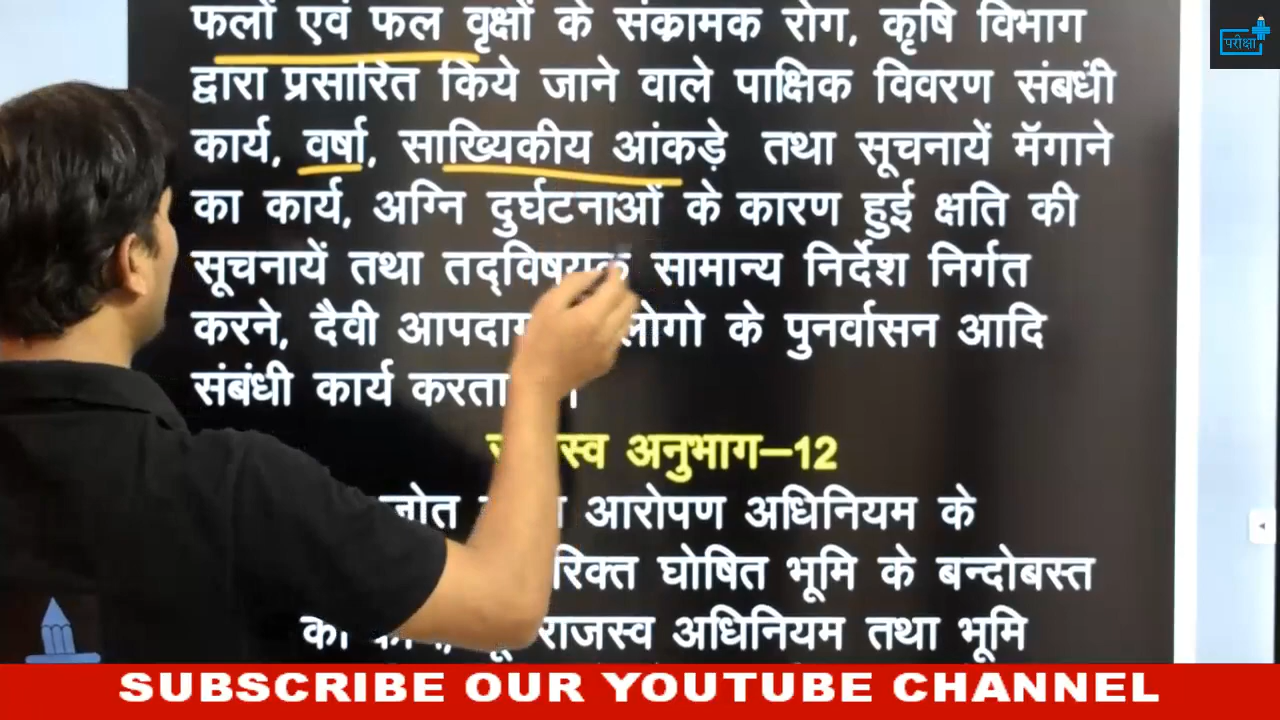 फलों एवं फल वृक्षों के संक्रामक रोग, कृषि विभाग
द्वारा प्रसारित किये जाने वाले पाक्षिक विवरण संबधंी
कार्य, वर्षा, साख्यिकीय आंकड़े तथा सूचनायें मॅगाने
का कार्य, अग्नि दुर्घटनाओं के कारण हुई क्षति की
सूचनायें तथा तद्विषयक सामान्य निर्देश निर्गत
करने, दैवी लोगो के पुनर्वासन आदि
संबंधी कार्य करता
अनुभाग–12
जोत आरोपण अधिनियम के
घोषित भूमि के बन्दोबस्त
राजस्व अधिनियम तथा भूमि
परीक्षा
SUBSCRIBE OUR YOUTUBE CHANNEL